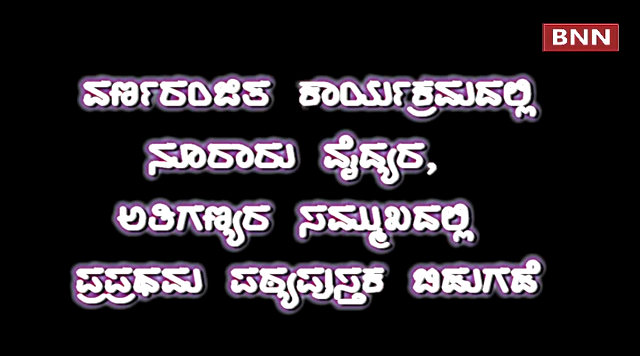 BNN
ವರ್ಣರಂಜಿತ ಕಾರ್ಯಕ್ರಮದಲ್ಲಿ
ನೂರಾರು ವೈದ್ಯರ,
ಅತಿಗಣ್ಯರ ಸಮ್ಮುಖದಲ್ಲಿ
ಪ್ರಪ್ರಥಮ ಪಠ್ಯಪುಸ್ತಕ ಬಿಡುಗಡೆ